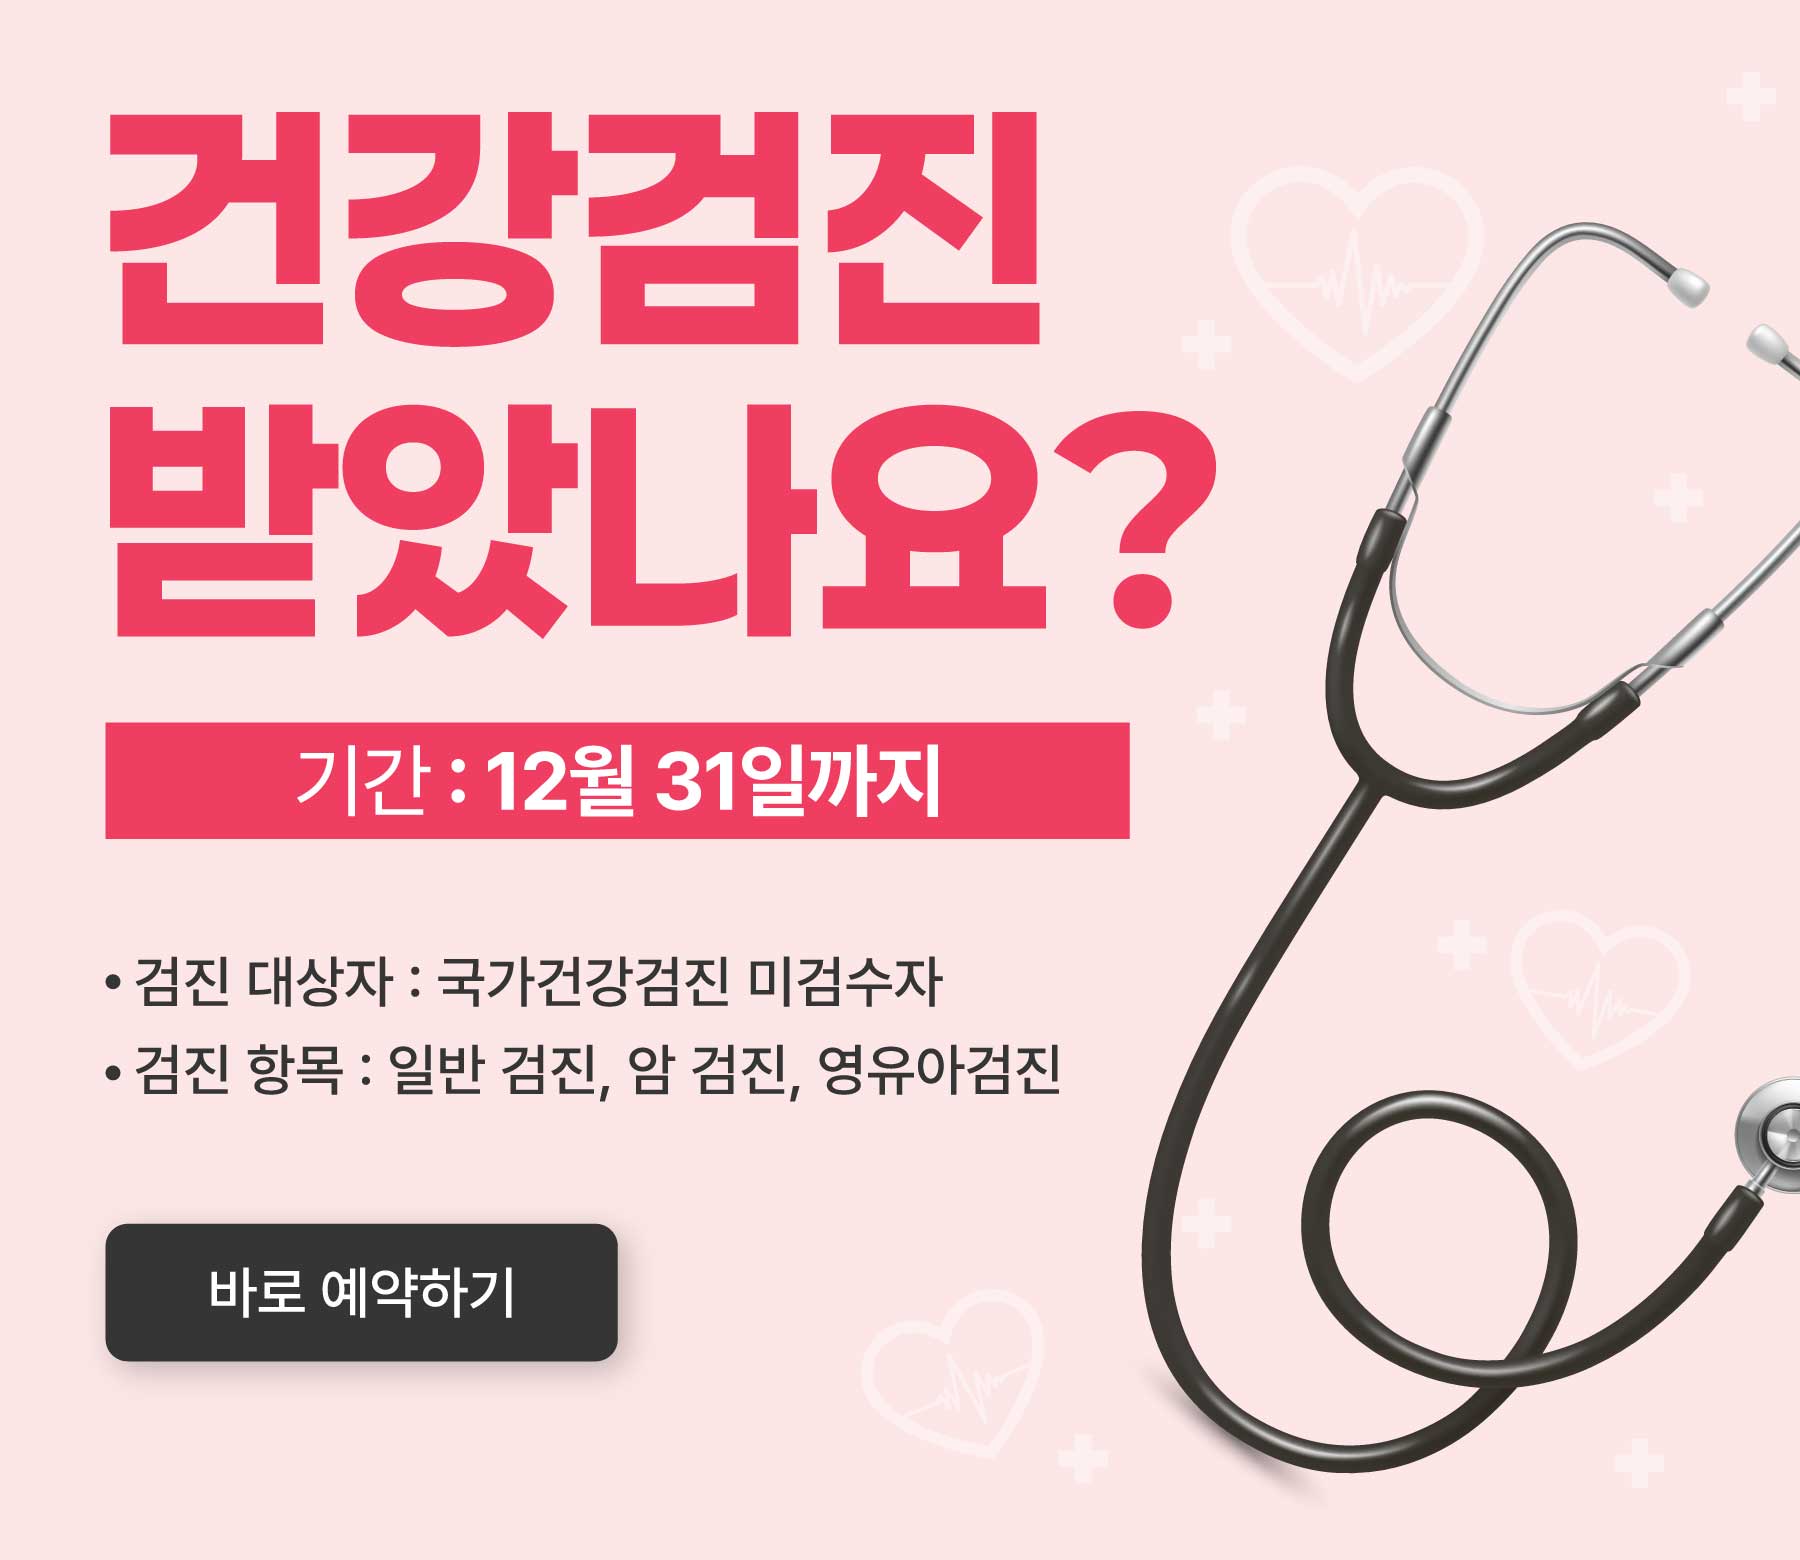 건강검진
받았나요?
기간 : 12월 31일까지
• 검진 대상자 : 국가건강검진 미검수자
• 검진 항목 : 일반 검진, 암 검진, 영유아검진
바로 예약하기